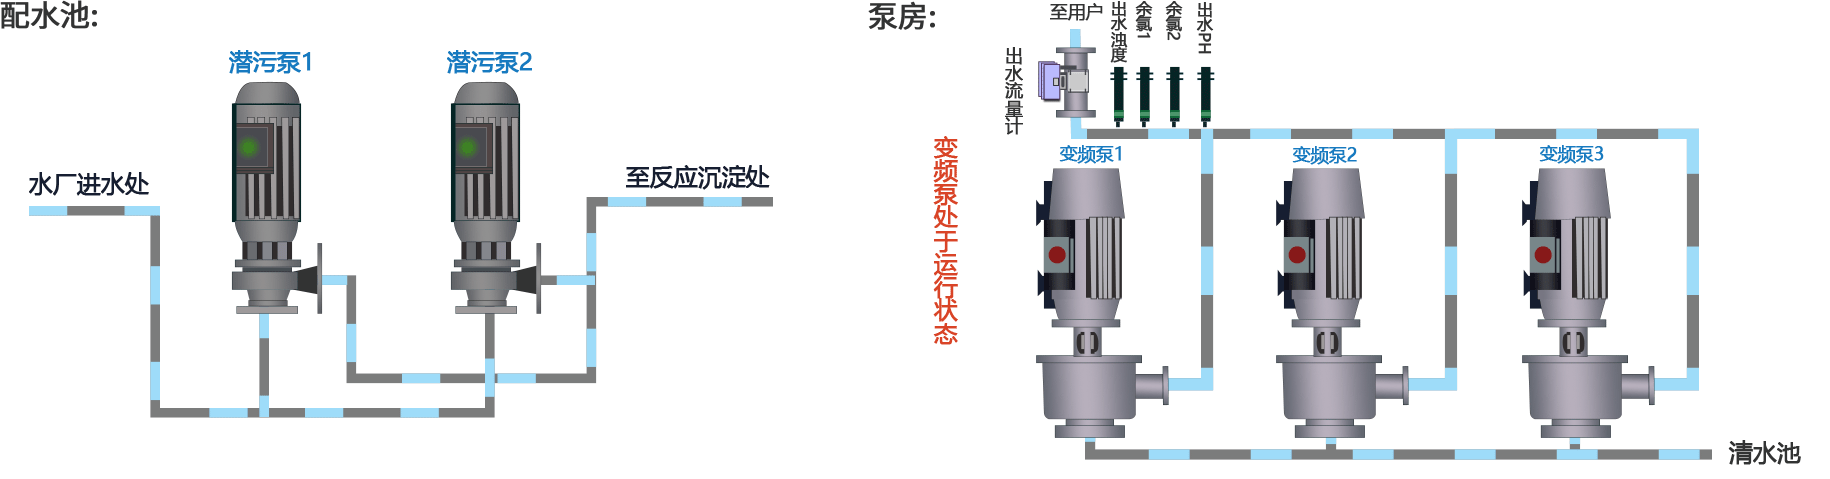 配水池:
潜污泵1
潜污泵2
水厂进水处
至反应沉淀处
泵房:
至用户
出水浊度
余氯1
余氯2
出水PH
出水流量计
变频泵处于运行状态
变频泵1
变频泵2
变频泵3
清水池